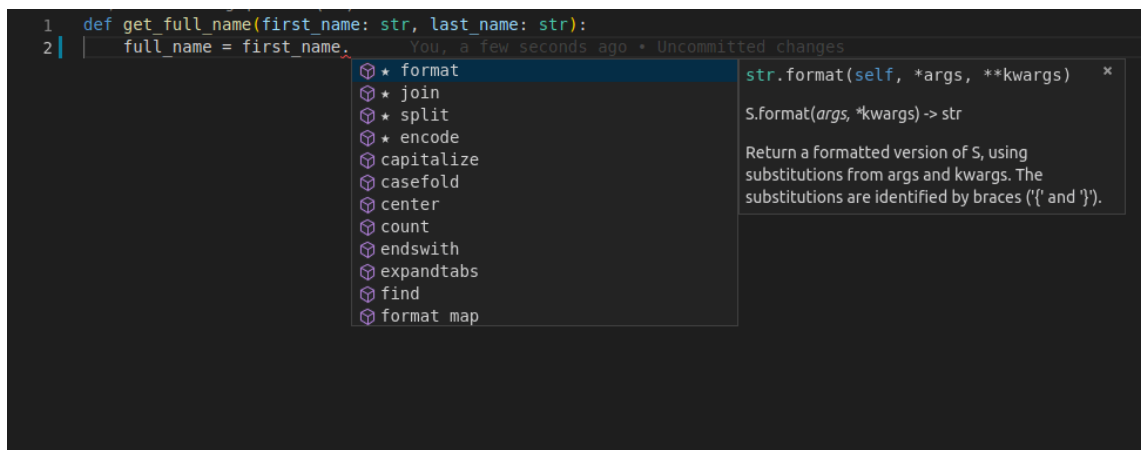 1 def get_full_name(first_name: str, last_name: str):
2 full_name = first_name. You, a few seconds ago • Uncommitted changes
★ format
★ join
★ split
★ encode
capitalize
casefold
center
count
endswith
expandtabs
find
format map
str.format(self, *args, **kwargs) ×
S.format(args, *kwargs) -> str
Return a formatted version of S, using
substitutions from args and kwargs. The
substitutions are identified by braces ('{' and '}').